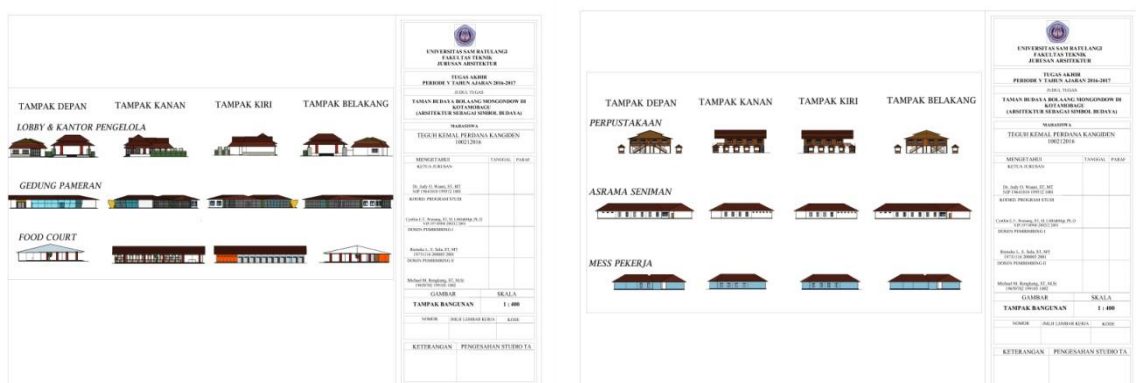 TAMPAK DEPAN TAMPAK KANAN TAMPAK KIRI TAMPAK BELAKANG
LOBBY & KANTOR PENGELOLA
GEDUNG PAMERAN
FOOD COURT
UNIVERSITAS SAM RATULANGI
FAKULTAS TEKNIK
JURUSAN ARSITEKTUR
TUGAS AKHIR
PERIODE V TAHUN AJARAN 2016-2017
JUDUL TUGAS
TAMAN BUDAYA BOLAANG MONGONDOW DI
KOTAMOBAGU
(ARSITEKTUR SEBAGAI SIMBOL BUDAYA)
MAHASISWA
TEGUH KEMAL PERDANA KANGIDEN
100212016
MENGETAHUI TANGGAL PARAF
KETUA JURUSAN
KOORD. PROGRAM STUDI
DOSEN PEMBIMBING I
DOSEN PEMBIMBING II
GAMBAR SKALA
TAMPAK BANGUNAN 1 : 400
NOMOR JMLH LEMBAR KERJA KODE
KETERANGAN PENGESAHAN STUDIO TA
TAMPAK DEPAN TAMPAK KANAN TAMPAK KIRI TAMPAK BELAKANG
PERPUSTAKAAN
ASRAMA SENIMAN
MESS PEKERJA
UNIVERSITAS SAM RATULANGI
FAKULTAS TEKNIK
JURUSAN ARSITEKTUR
TUGAS AKHIR
PERIODE V TAHUN AJARAN 2016-2017
JUDUL TUGAS
TAMAN BUDAYA BOLAANG MONGONDOW DI
KOTAMOBAGU
(ARSITEKTUR SEBAGAI SIMBOL BUDAYA)
MAHASISWA
TEGUH KEMAL PERDANA KANGIDEN
100212016
MENGETAHUI TANGGAL PARAF
KETUA JURUSAN
KOORD. PROGRAM STUDI
DOSEN PEMBIMBING I
DOSEN PEMBIMBING II
GAMBAR SKALA
TAMPAK BANGUNAN 1 : 400
NOMOR JMLH LEMBAR KERJA KODE
KETERANGAN PENGESAHAN STUDIO TA